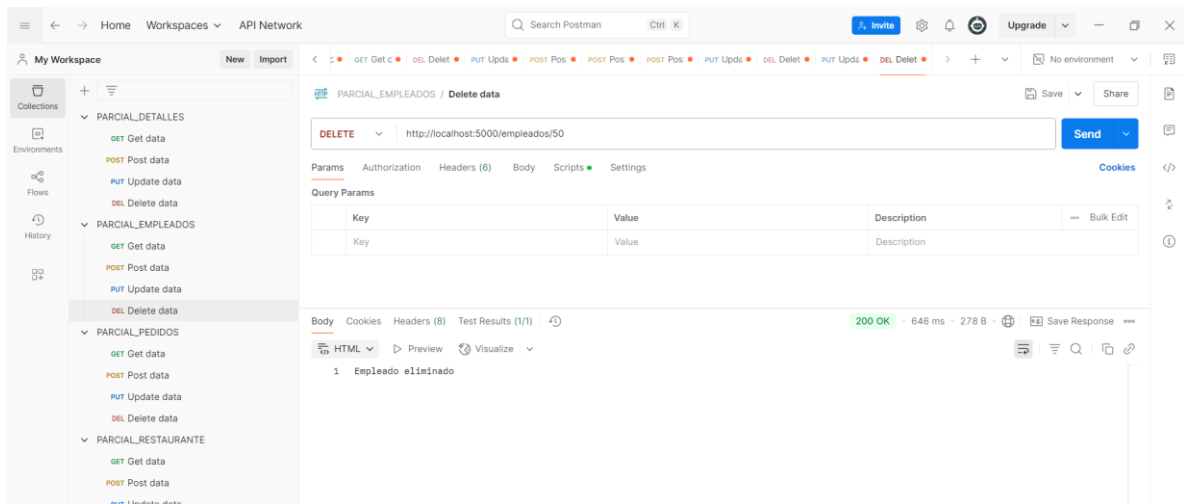 Home Workspaces API Network Search Postman Ctrl K Invite Upgrade
My Workspace New Import GET Get c DEL Delet PUT Upda POST Pos POST Pos POST Pos PUT Upda DEL Delet PUT Upda DEL Delet No environment
Collections
Environments
Flows
History
PARCIAL_DETALLES
GET Get data
POST Post data
PUT Update data
DEL Delete data
PARCIAL_EMPLEADOS
GET Get data
POST Post data
PUT Update data
DEL Delete data
PARCIAL_PEDIDOS
GET Get data
POST Post data
PUT Update data
DEL Delete data
PARCIAL_RESTAURANTE
GET Get data
POST Post data
PUT Update data
HTTP PARCIAL_EMPLEADOS / Delete data Save Share
DELETE http://localhost:5000/empleados/50 Send
Params Authorization Headers (6) Body Scripts Settings Cookies
Query Params
Key Value Description Bulk Edit
Key Value Description
Body Cookies Headers (8) Test Results (1/1) 200 OK 646 ms 278 B Save Response
HTML Preview Visualize
1 Empleado eliminado